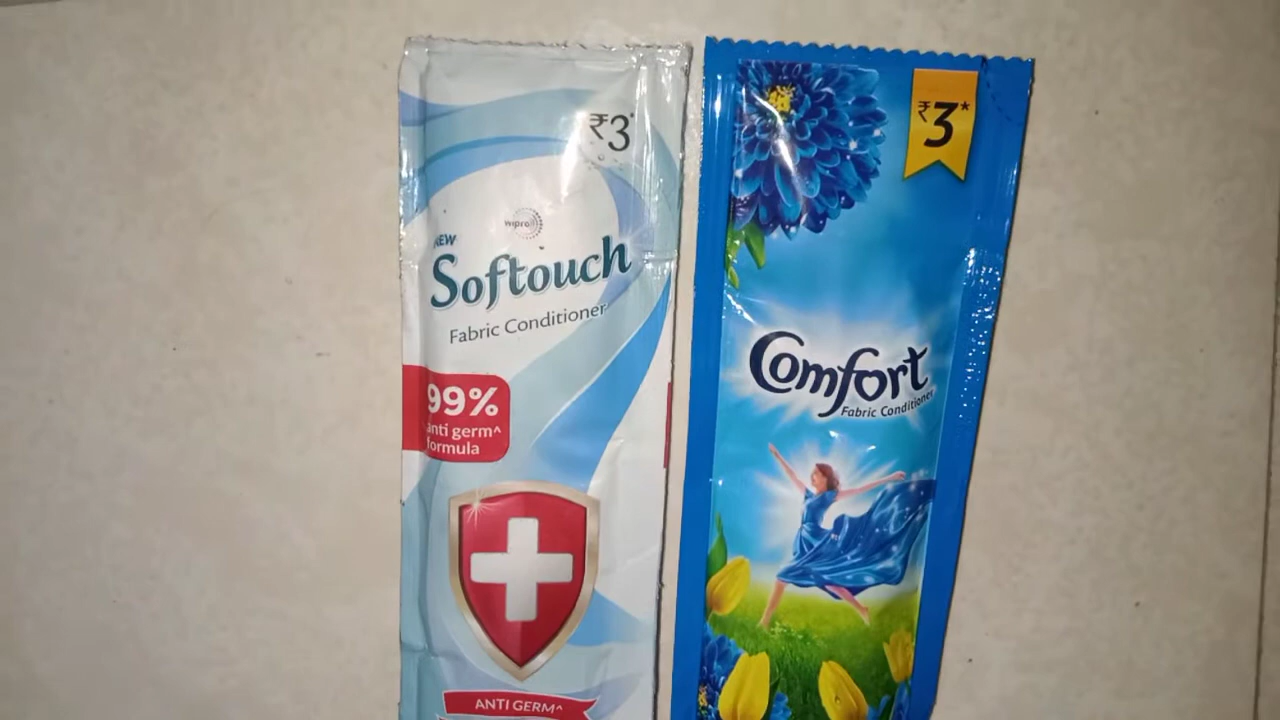 ₹3*
wipro
NEW
Softouch
Fabric Conditioner
99%
anti germ^
formula
ANTI GERM^
₹3*
Comfort
Fabric Conditioner